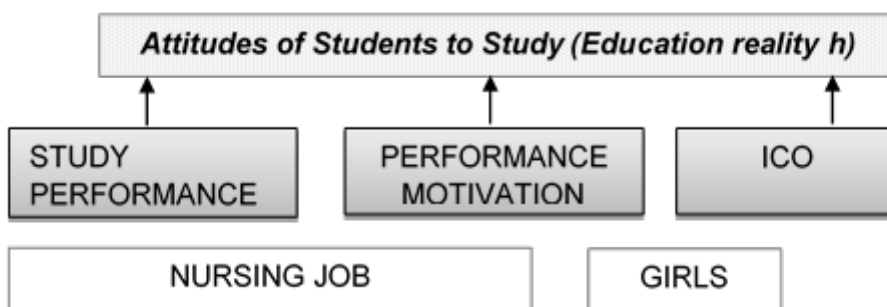 Attitudes of Students to Study (Education reality h)
STUDY PERFORMANCE
PERFORMANCE MOTIVATION
ICO
NURSING JOB
GIRLS